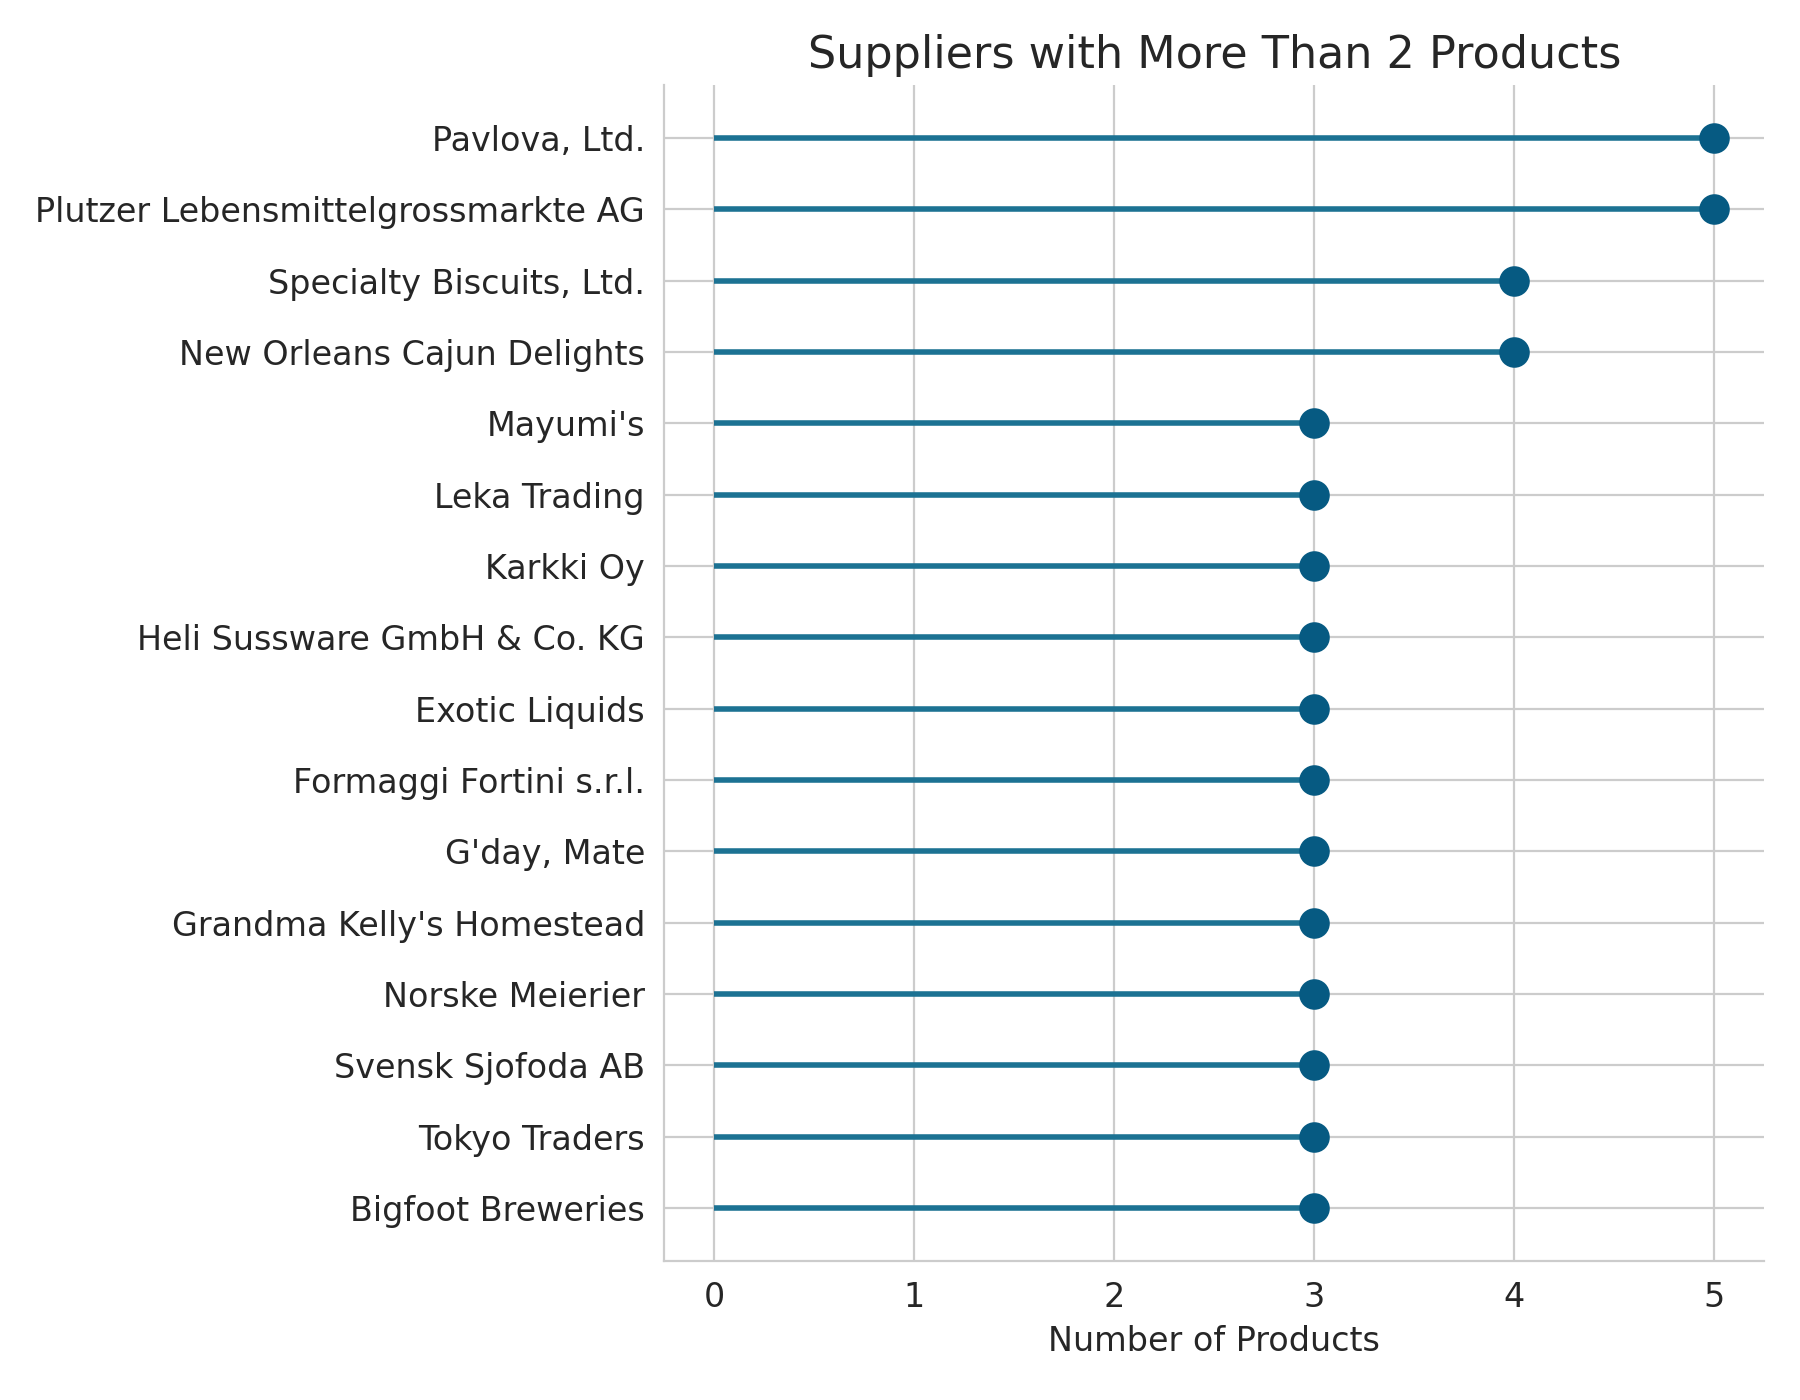 Suppliers with More Than 2 Products
Pavlova, Ltd.
Plutzer Lebensmittelgrossmarkte AG
Specialty Biscuits, Ltd.
New Orleans Cajun Delights
Mayumi's
Leka Trading
Karkki Oy
Heli Sussware GmbH & Co. KG
Exotic Liquids
Formaggi Fortini s.r.l.
G'day, Mate
Grandma Kelly's Homestead
Norske Meierier
Svensk Sjofoda AB
Tokyo Traders
Bigfoot Breweries
0 1 2 3 4 5
Number of Products